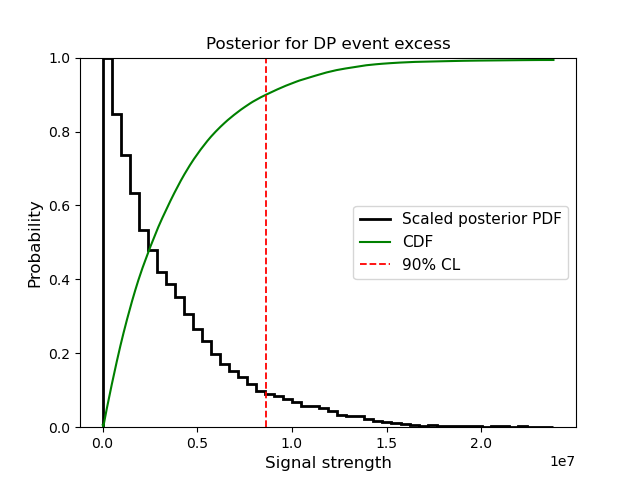 Posterior for DP event excess
Probability
1.0
0.8
0.6
0.4
0.2
0.0
Scaled posterior PDF
CDF
90% CL
0.0
0.5
1.0
1.5
2.0
1e7
Signal strength